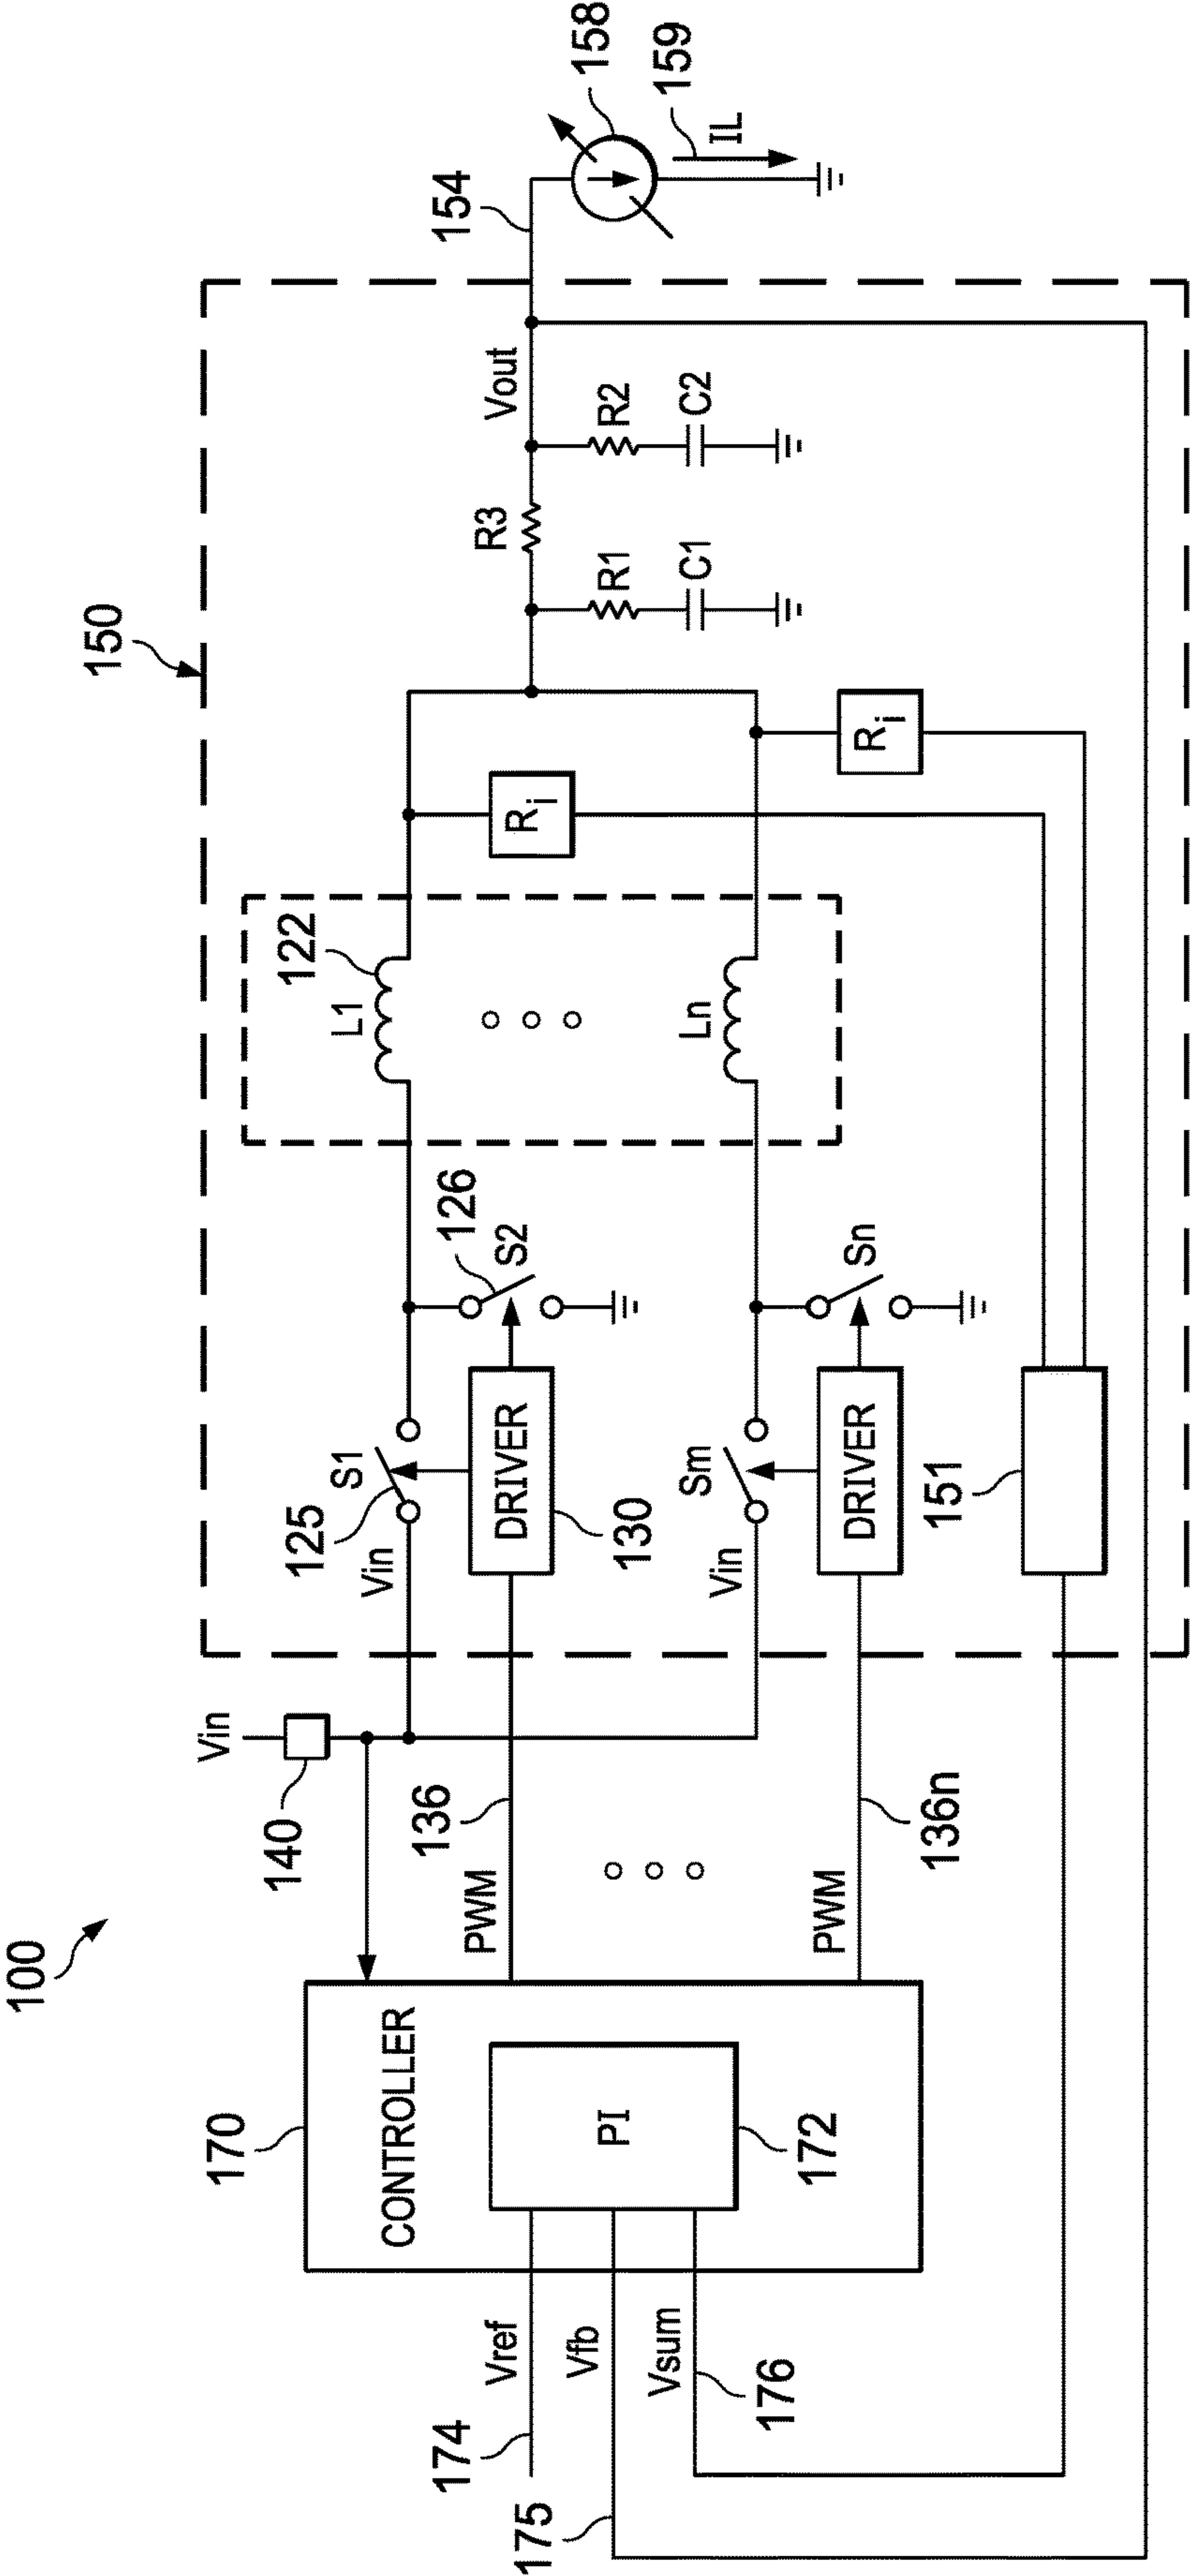 100
150
Vin
140
170
CONTROLLER
PI
172
Vref
174
Vfb
175
Vsum
176
PWM
136
PWM
136n
Vin
125
S1
DRIVER
130
126
S2
L1
122
Ri
Vin
Sm
DRIVER
Sn
Ln
Ri
151
R1
C1
R3
R2
C2
Vout
154
158
159
IL